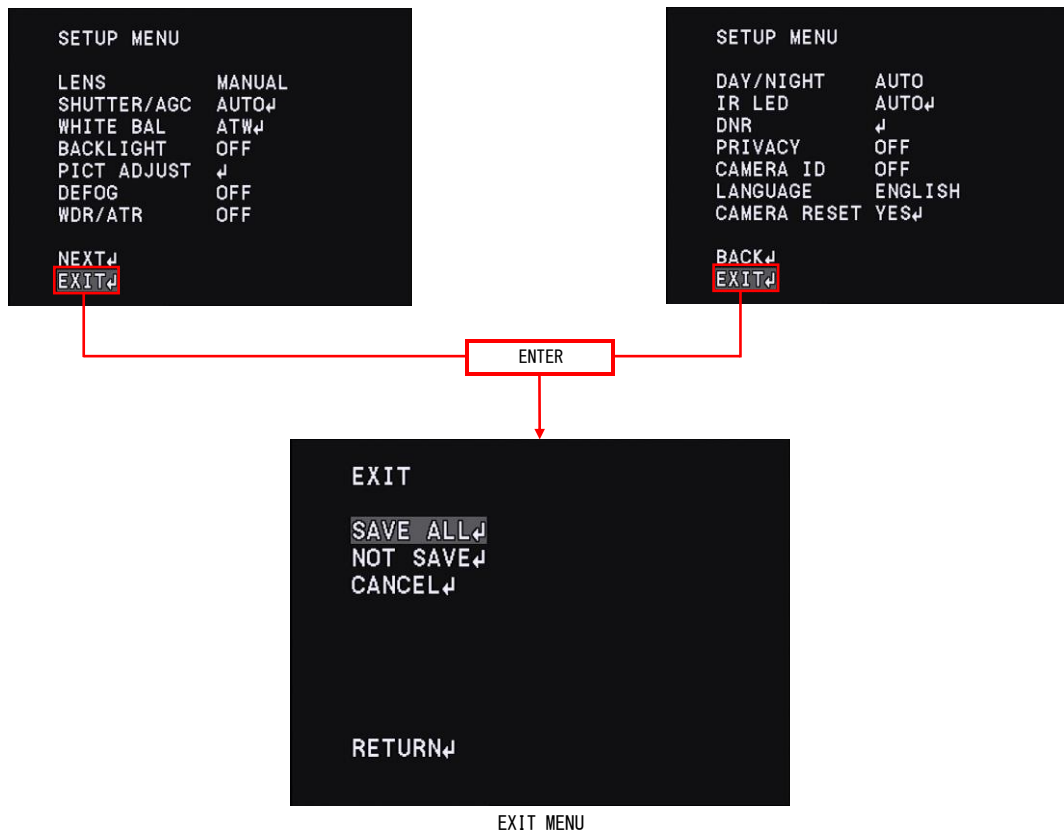 SETUP MENU
LENS MANUAL
SHUTTER/AGC AUTO↲
WHITE BAL ATW↲
BACKLIGHT OFF
PICT ADJUST ↲
DEFOG OFF
WDR/ATR OFF
NEXT↲
EXIT↲
SETUP MENU
DAY/NIGHT AUTO
IR LED AUTO↲
DNR ↲
PRIVACY OFF
CAMERA ID OFF
LANGUAGE ENGLISH
CAMERA RESET YES↲
BACK↲
EXIT↲
ENTER
EXIT
SAVE ALL↲
NOT SAVE↲
CANCEL↲
RETURN↲
EXIT MENU